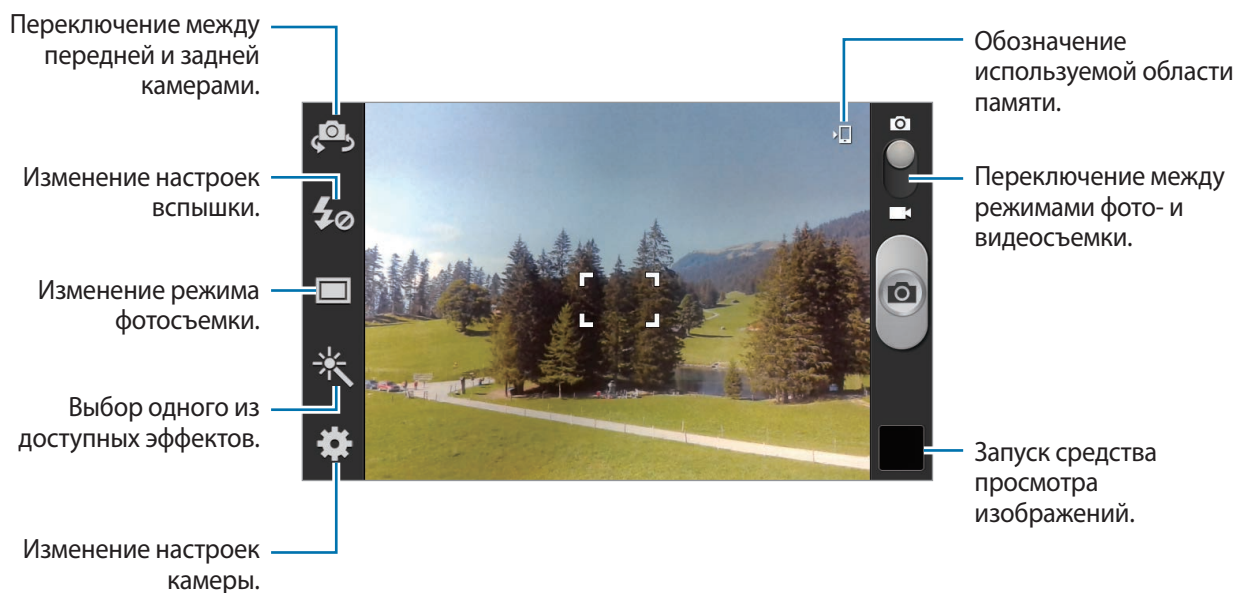 Переключение между
передней и задней
камерами.
Изменение настроек
вспышки.
Изменение режима
фотосъемки.
Выбор одного из
доступных эффектов.
Изменение настроек
камеры.
Обозначение
используемой области
памяти.
Переключение между
режимами фото- и
видеосъемки.
Запуск средства
просмотра
изображений.